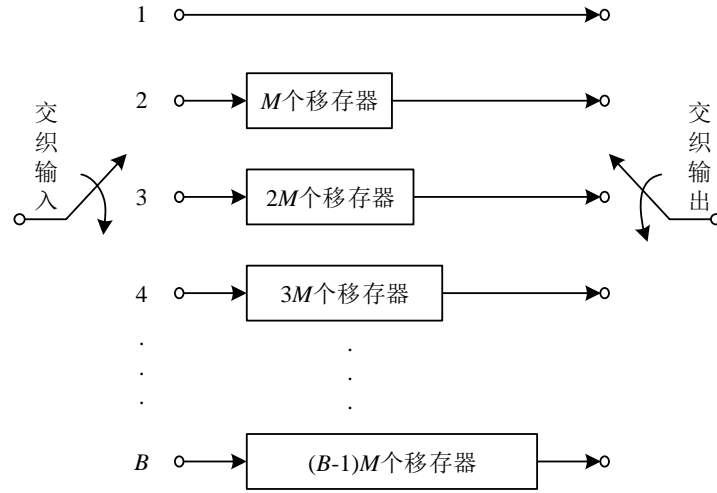 1
2
M个移存器
3
2M个移存器
4
3M个移存器
.
.
.
.
.
.
B
(B-1)M个移存器
交织输入
交织输出